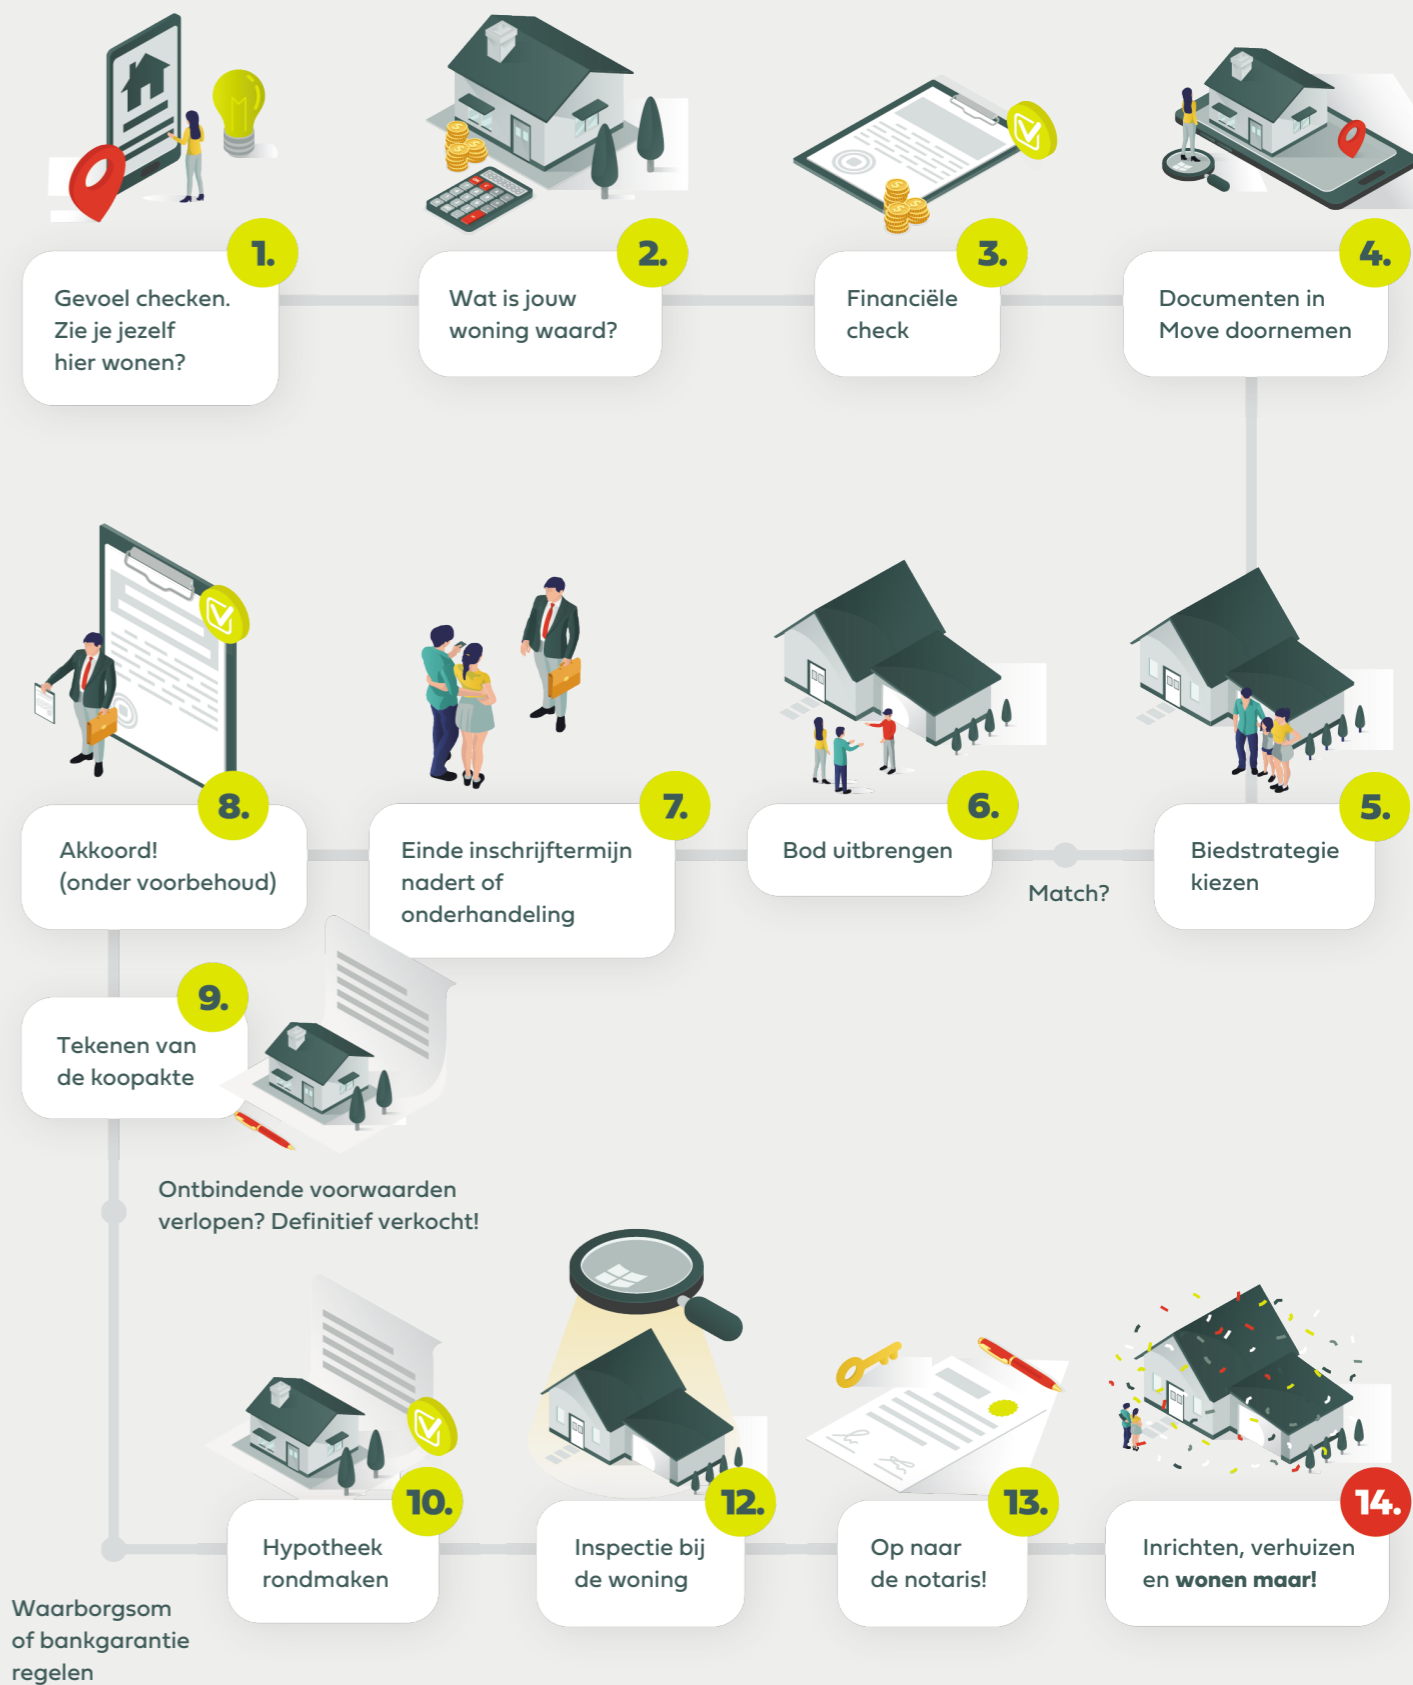 1.
Gevoel checken.
Zie je jezelf
hier wonen?
2.
Wat is jouw
woning waard?
3.
Financiële
check
4.
Documenten in
Move doornemen
5.
Biedstrategie
kiezen
Match?
6.
Bod uitbrengen
7.
Einde inschrijftermijn
nadert of
onderhandeling
8.
Akkoord!
(onder voorbehoud)
9.
Tekenen van
de koopakte
Ontbindende voorwaarden
verlopen? Definitief verkocht!
Waarborgsom
of bankgarantie
regelen
10.
Hypotheek
rondmaken
12.
Inspectie bij
de woning
13.
Op naar
de notaris!
14.
Inrichten, verhuizen
en wonen maar!